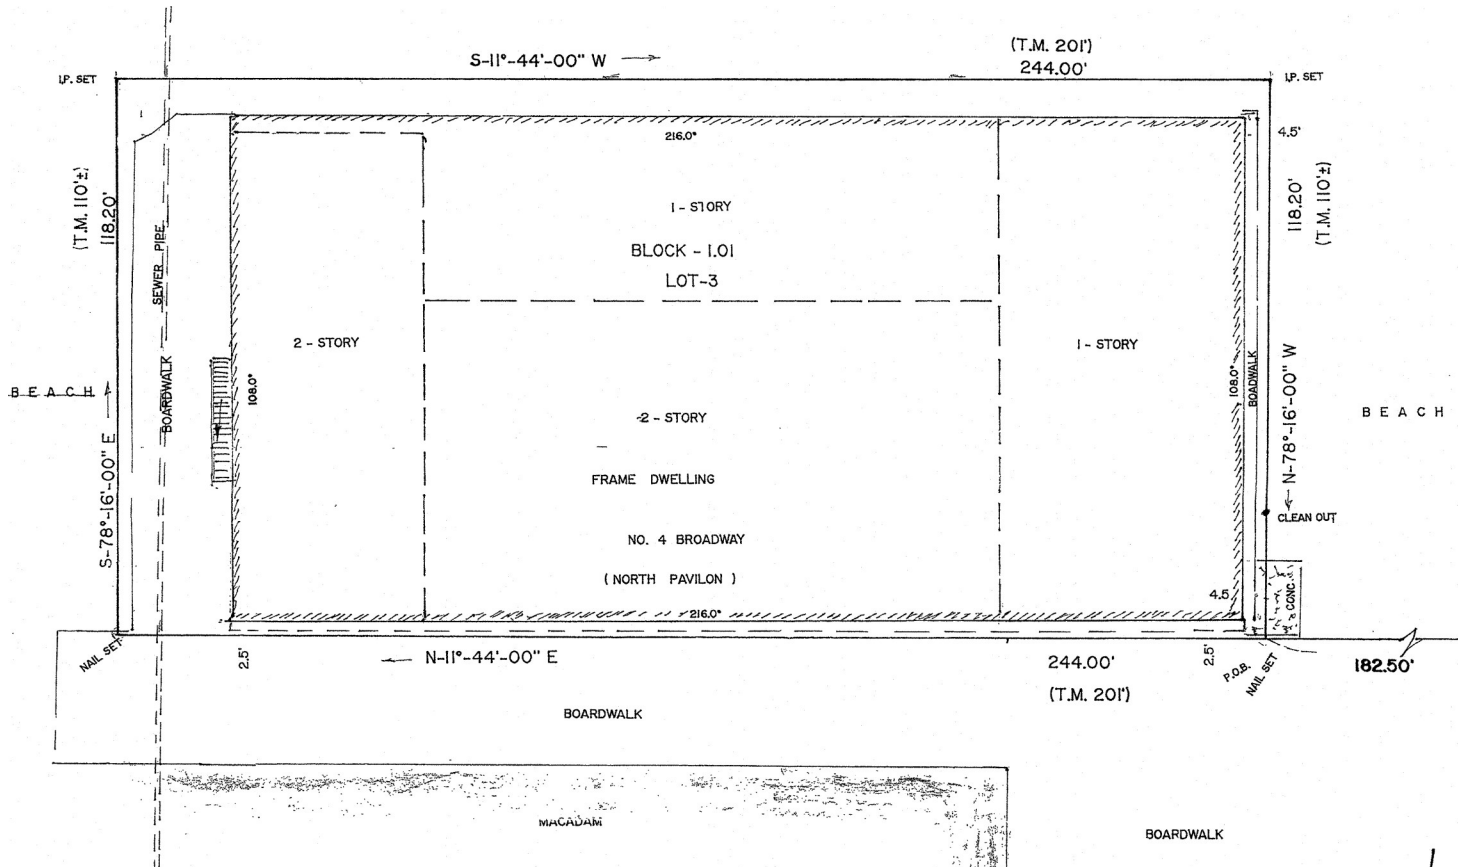 S-11°-44'-00" W
(T.M. 201')
244.00'
I.P. SET
I.P. SET
4.5'
216.0"
(T.M. 110'±)
118.20'
118.20'
(T.M. 110'±)
1 - STORY
BLOCK - 1.01
LOT-3
SEWER PIPE
2 - STORY
1 - STORY
BEACH
BOARDWALK
108.0"
108.0"
BOADWALK
N-78°-16'-00" W
BEACH
2 - STORY
S-78°-16'-00" E
FRAME DWELLING
CLEAN OUT
NO. 4 BROADWAY
(NORTH PAVILON)
4.5
CONC.
216.0"
NAIL SET
2.5'
N-11°-44'-00" E
244.00'
(T.M. 201')
2.5'
P.O.B.
NAIL SET
182.50'
BOARDWALK
MACADAM
BOARDWALK